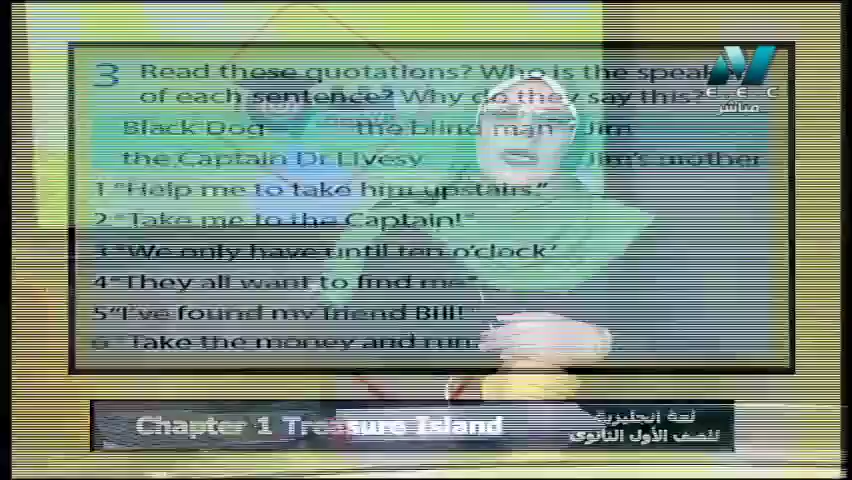 3 Read these quotations? Who is the speak
of each sentence? Why do they say this?
Black Dog the blind man Jim
the Captain Dr Livesy Jim's mother
1 "Help me to take him upstairs."
2 "Take me to the Captain!"
3 "We only have until ten o'clock'
4 "They all want to find me"
5 "I've found my friend Bill!"
6 "Take the money and run
E E C
مباشر
Chapter 1 Treasure Island
لغة إنجليزية
للصف الأول الثانوى